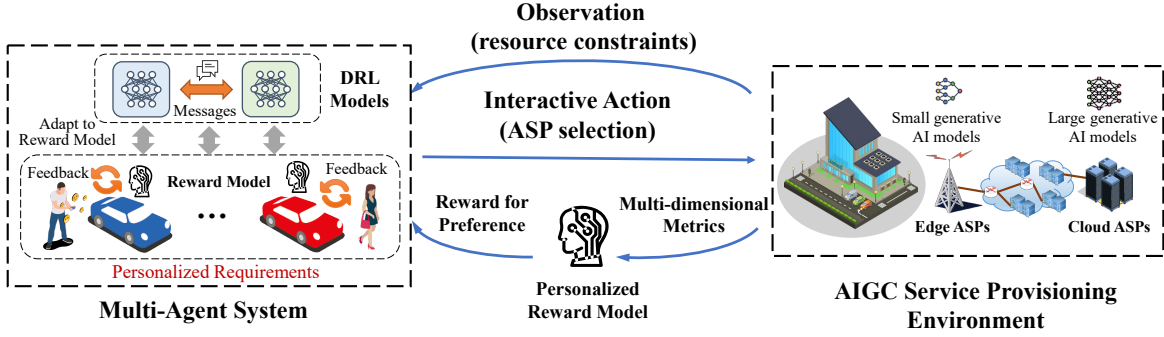 Observation
(resource constraints)
DRL
Models
Messages
Adapt to
Reward Model
Feedback
Reward Model
Feedback
•••
Personalized Requirements
Multi-Agent System
Interactive Action
(ASP selection)
Reward for
Preference
Multi-dimensional
Metrics
Personalized
Reward Model
Small generative
AI models
Large generative
AI models
Edge ASPs
Cloud ASPs
AIGC Service Provisioning
Environment